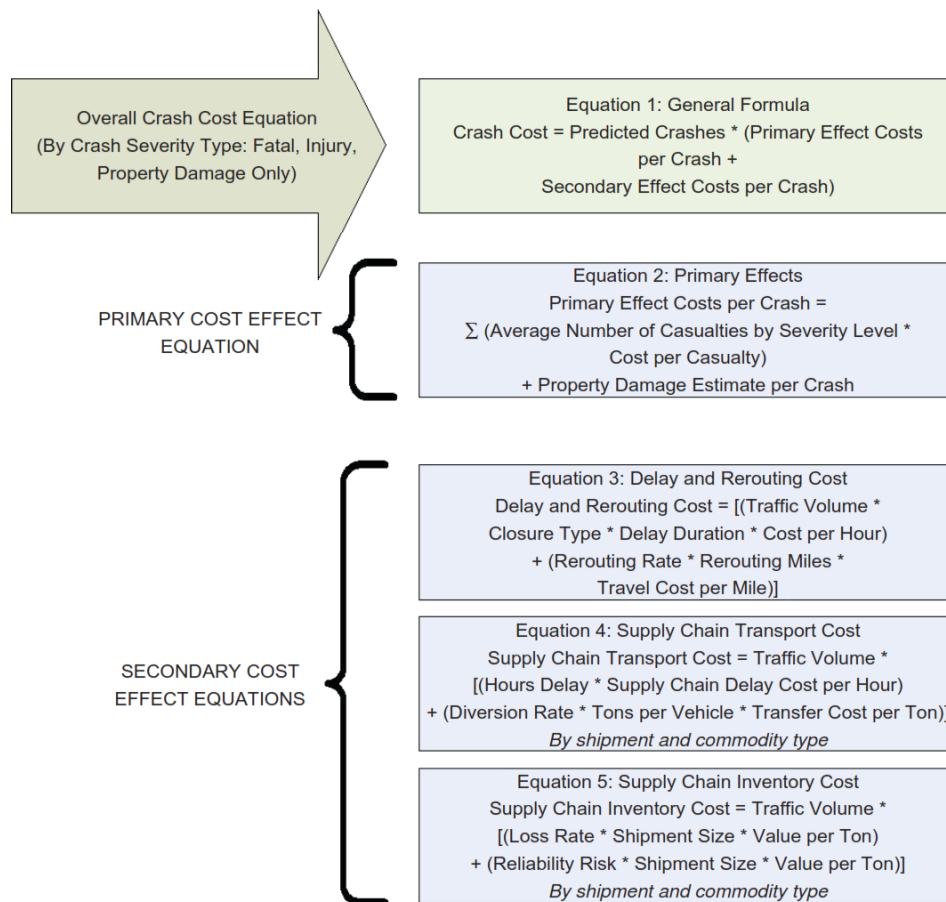 Overall Crash Cost Equation
(By Crash Severity Type: Fatal, Injury,
Property Damage Only)
Equation 1: General Formula
Crash Cost = Predicted Crashes * (Primary Effect Costs
per Crash +
Secondary Effect Costs per Crash)
PRIMARY COST EFFECT
EQUATION
Equation 2: Primary Effects
Primary Effect Costs per Crash =
∑ (Average Number of Casualties by Severity Level *
Cost per Casualty)
+ Property Damage Estimate per Crash
SECONDARY COST
EFFECT EQUATIONS
Equation 3: Delay and Rerouting Cost
Delay and Rerouting Cost = [(Traffic Volume *
Closure Type * Delay Duration * Cost per Hour)
+ (Rerouting Rate * Rerouting Miles *
Travel Cost per Mile)]
Equation 4: Supply Chain Transport Cost
Supply Chain Transport Cost = Traffic Volume *
[(Hours Delay * Supply Chain Delay Cost per Hour)
+ (Diversion Rate * Tons per Vehicle * Transfer Cost per Ton)]
By shipment and commodity type
Equation 5: Supply Chain Inventory Cost
Supply Chain Inventory Cost = Traffic Volume *
[(Loss Rate * Shipment Size * Value per Ton)
+ (Reliability Risk * Shipment Size * Value per Ton)]
By shipment and commodity type